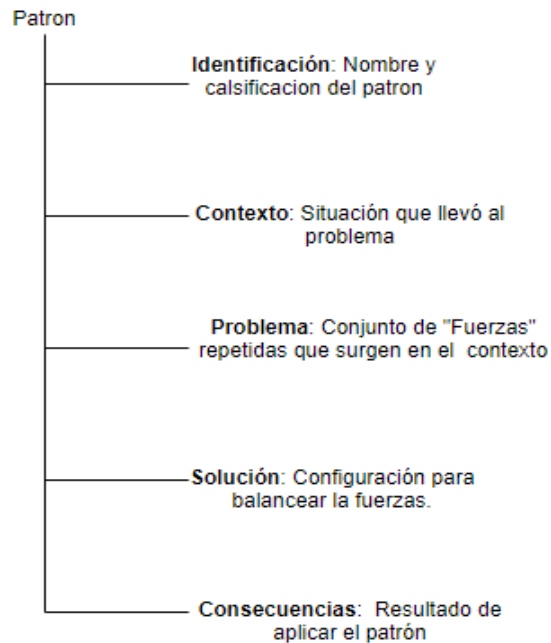 Patron
Identificación: Nombre y
calsificacion del patron
Contexto: Situación que llevó al
problema
Problema: Conjunto de "Fuerzas"
repetidas que surgen en el contexto
Solución: Configuración para
balancear la fuerzas.
Consecuencias: Resultado de
aplicar el patrón